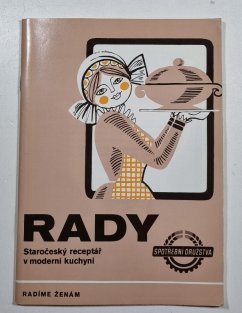 RADY
Staročeský receptář
v moderní kuchyni
SPOTŘEBNÍ DRUŽSTVA
RADÍME ŽENÁM